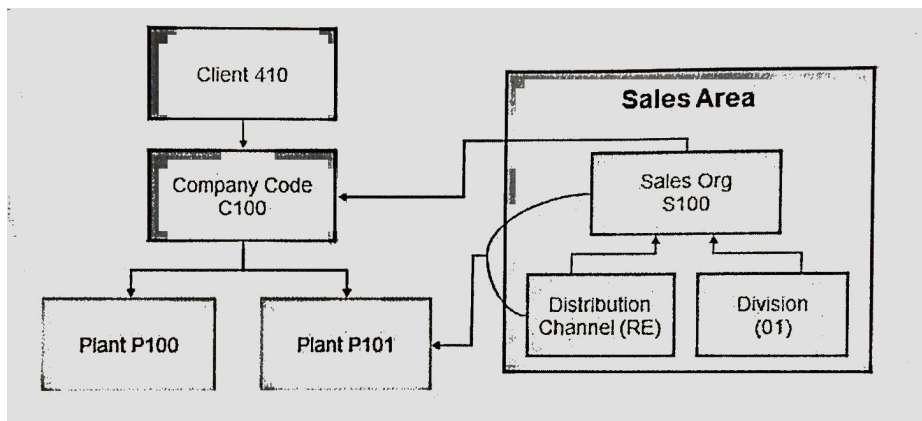 Client 410
Sales Area
Company Code
C100
Sales Org
S100
Plant P100
Plant P101
Distribution
Channel (RE)
Division
(01)